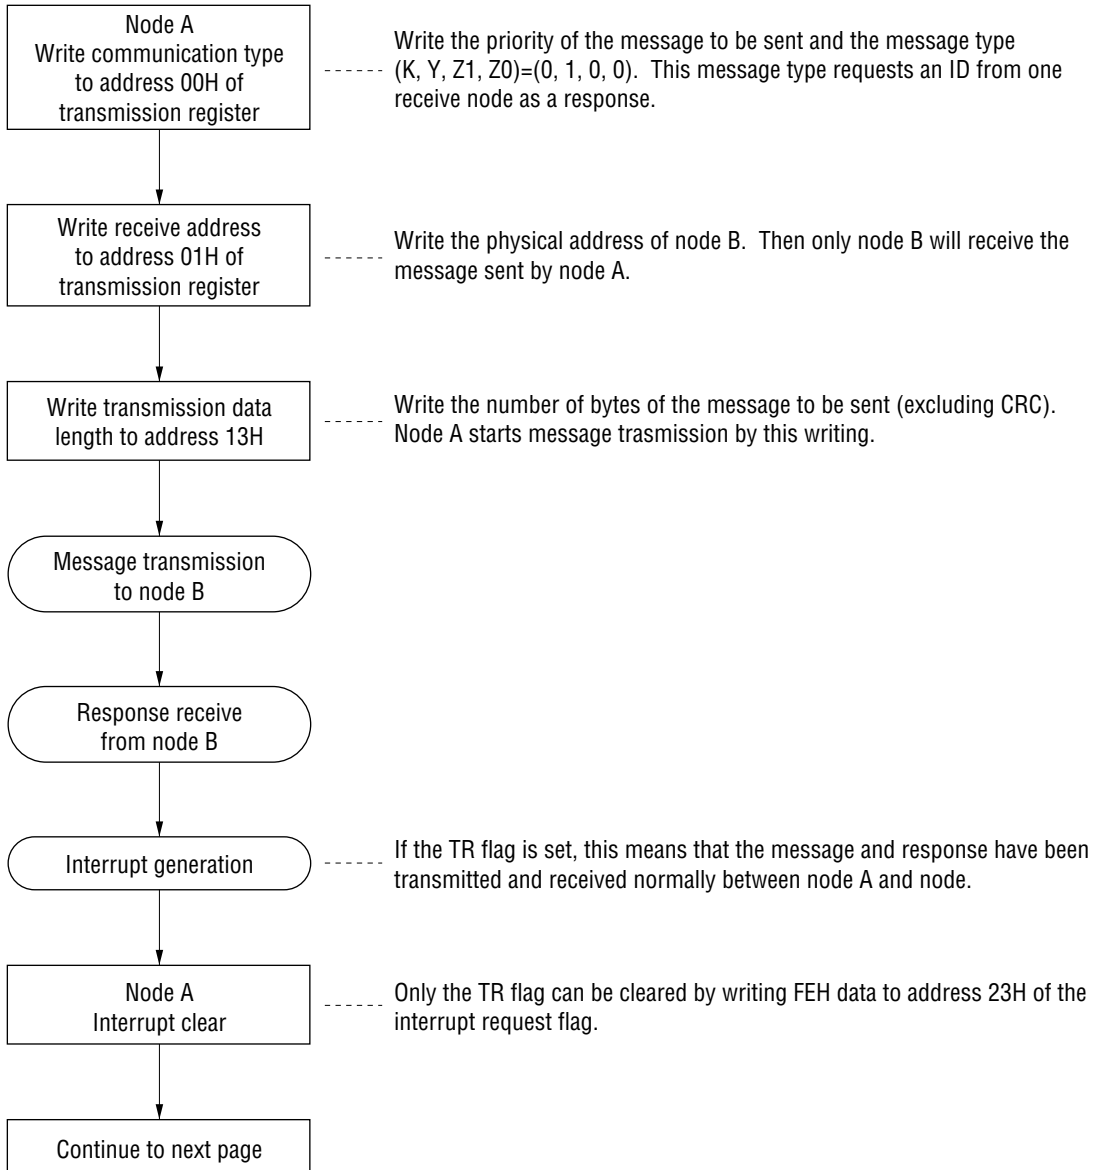 Node A
Write communication type
to address 00H of
transmission register
Write the priority of the message to be sent and the message type
(K, Y, Z1, Z0)=(0, 1, 0, 0).  This message type requests an ID from one
receive node as a response.
Write receive address
to address 01H of
transmission register
Write the physical address of node B.  Then only node B will receive the
message sent by node A.
Write transmission data
length to address 13H
Write the number of bytes of the message to be sent (excluding CRC).
Node A starts message trasmission by this writing.
Message transmission
to node B
Response receive
from node B
Interrupt generation
If the TR flag is set, this means that the message and response have been
transmitted and received normally between node A and node.
Node A
Interrupt clear
Only the TR flag can be cleared by writing FEH data to address 23H of the
interrupt request flag.
Continue to next page